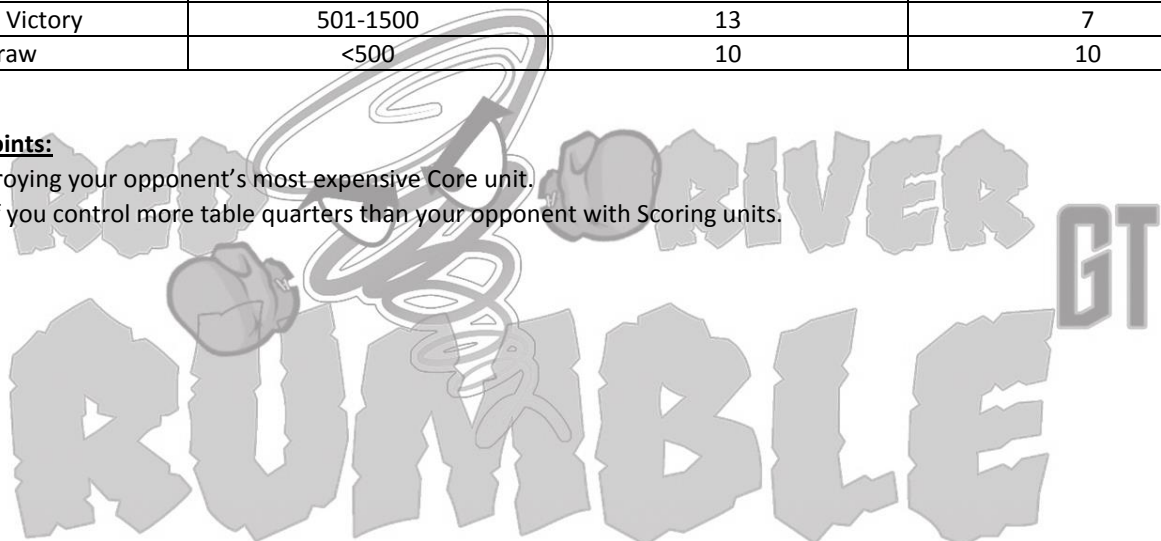 Victory 501-1500 13 7
raw <500 10 10
oints:
roying your opponent's most expensive Core unit.
f you control more table quarters than your opponent with Scoring units.
RED RIVER
GT
RUMBLE